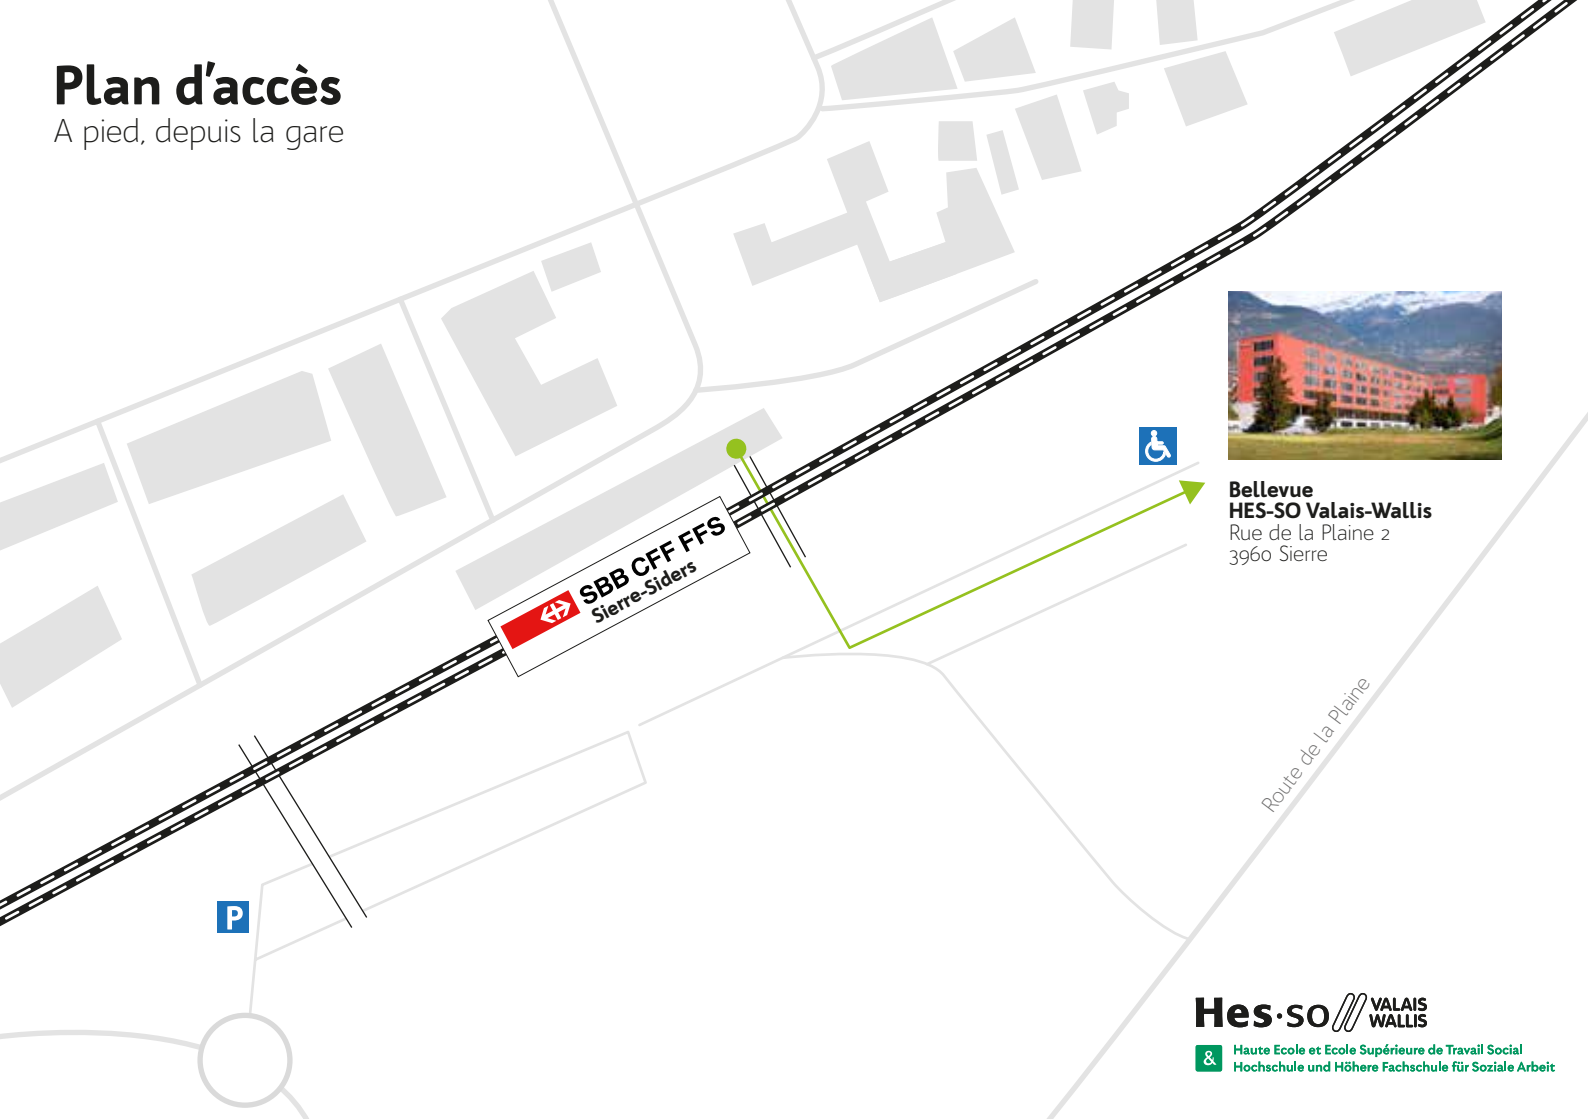 Plan d'accès
A pied, depuis la gare
SBB CFF FFS
Sierre-Siders
Bellevue
HES-SO Valais-Wallis
Rue de la Plaine 2
3960 Sierre
Route de la Plaine
P
Hes·so VALAIS
WALLIS
& Haute Ecole et Ecole Supérieure de Travail Social
Hochschule und Höhere Fachschule für Soziale Arbeit